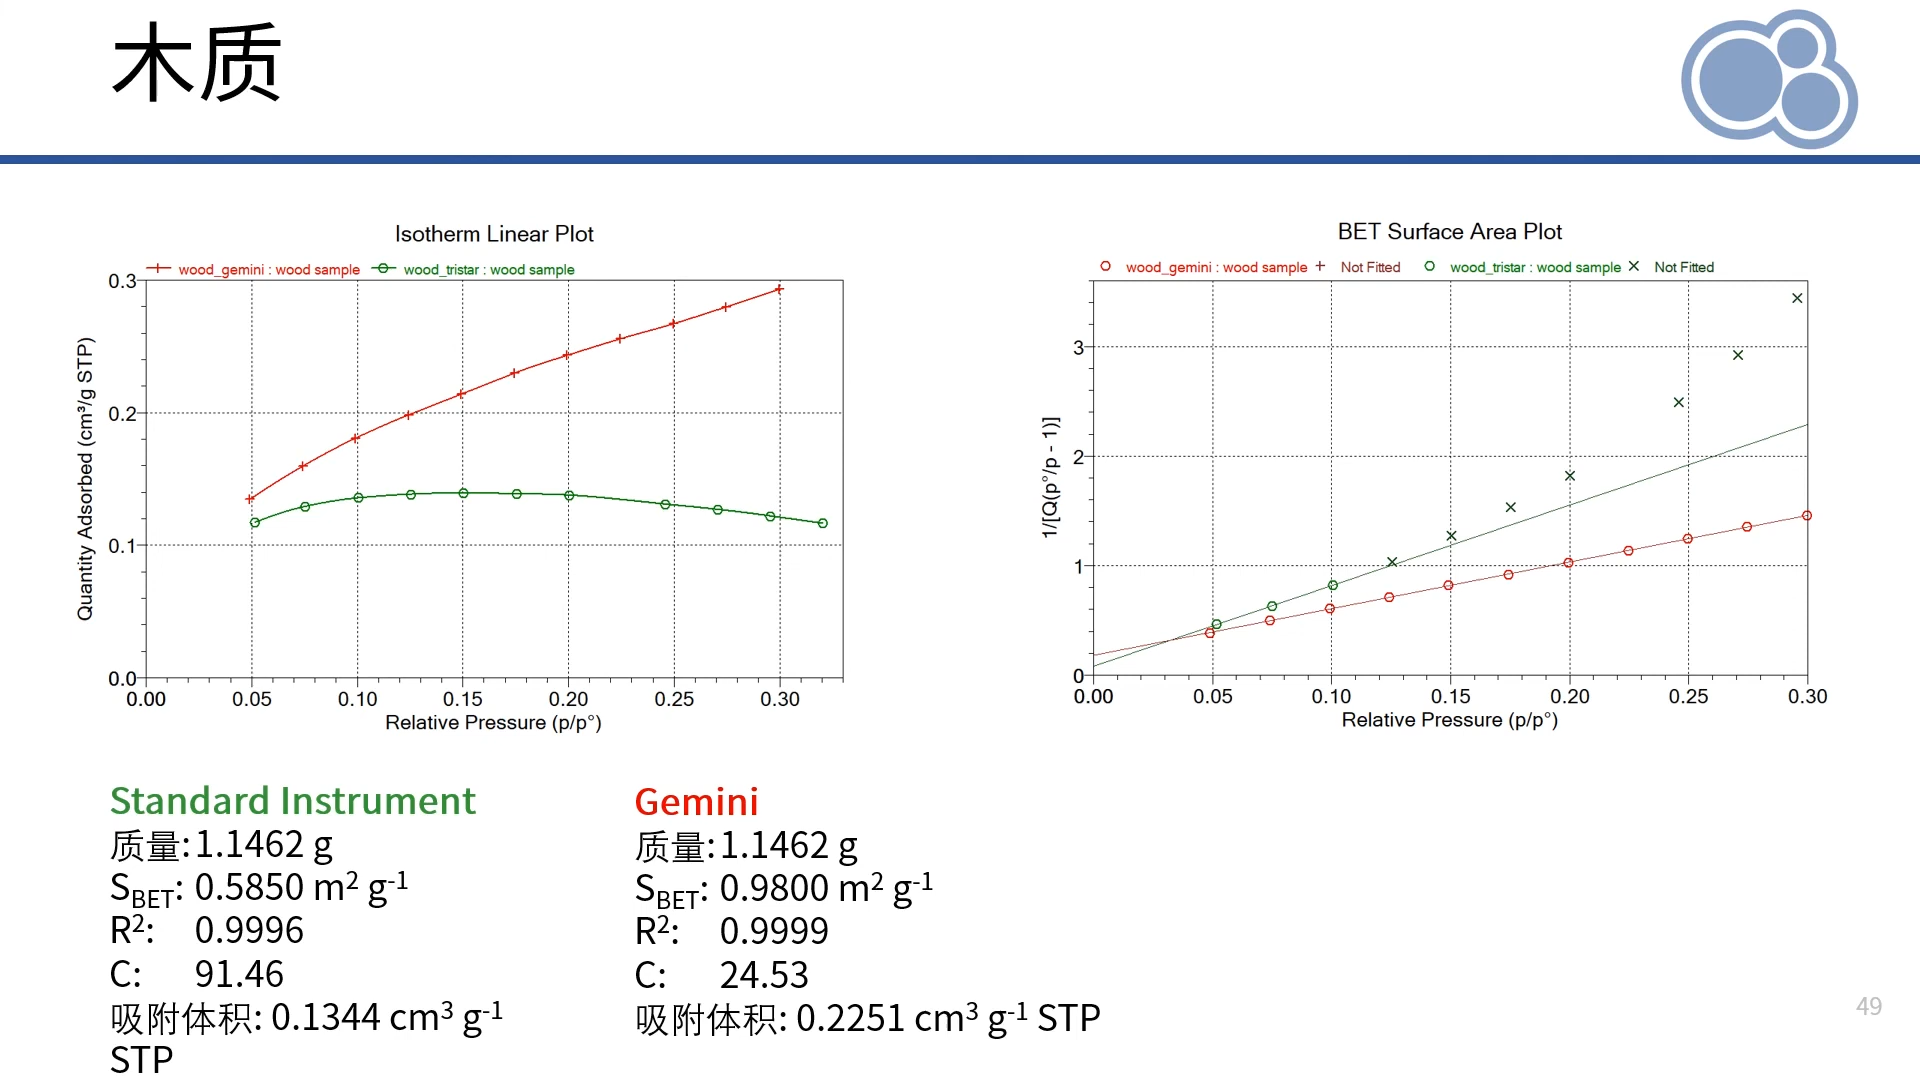 木质
Isotherm Linear Plot
wood_gemini : wood sample wood_tristar : wood sample
0.3
0.2
0.1
0.0
Quantity Adsorbed (cm³/g STP)
0.00 0.05 0.10 0.15 0.20 0.25 0.30
Relative Pressure (p/p°)
BET Surface Area Plot
wood_gemini : wood sample Not Fitted wood_tristar : wood sample Not Fitted
3
2
1
0
1/[Q(p°/p - 1)]
0.00 0.05 0.10 0.15 0.20 0.25 0.30
Relative Pressure (p/p°)
Standard Instrument
质量: 1.1462 g
S_BET: 0.5850 m² g⁻¹
R²: 0.9996
C: 91.46
吸附体积: 0.1344 cm³ g⁻¹
STP
Gemini
质量: 1.1462 g
S_BET: 0.9800 m² g⁻¹
R²: 0.9999
C: 24.53
吸附体积: 0.2251 cm³ g⁻¹ STP
49